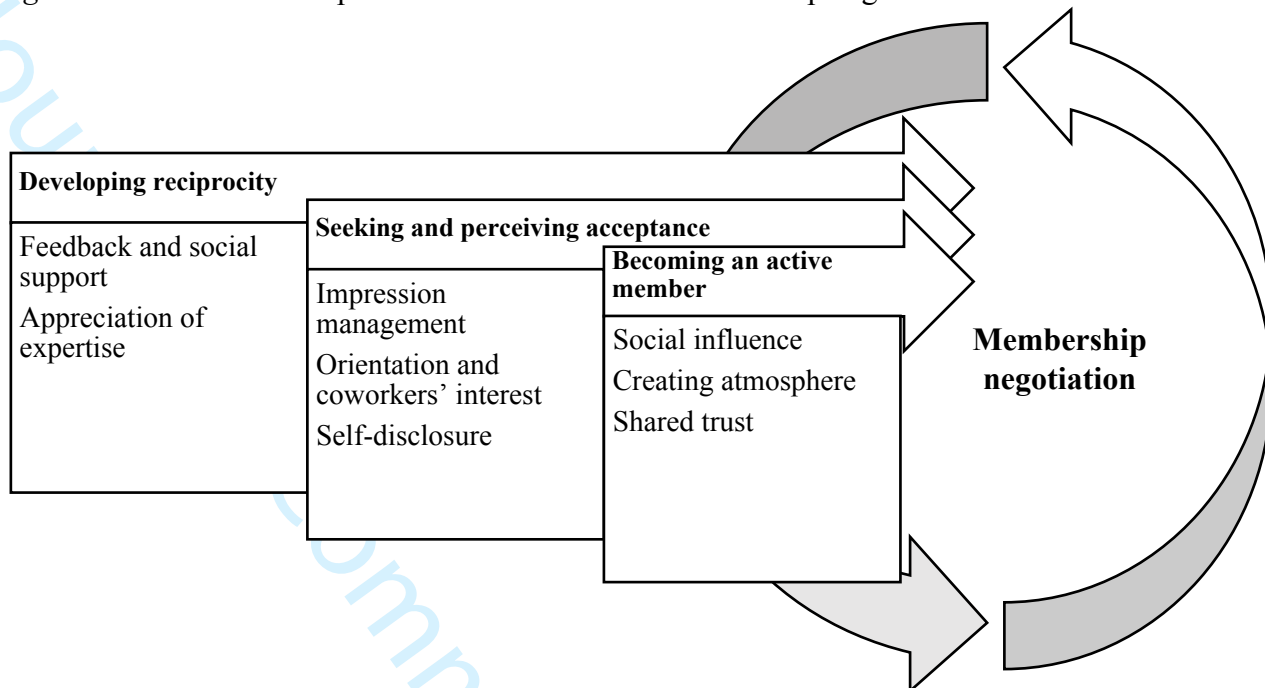 Developing reciprocity
Feedback and social
support
Appreciation of
expertise
Seeking and perceiving acceptance
Impression
management
Orientation and
coworkers’ interest
Self-disclosure
Becoming an active
member
Social influence
Creating atmosphere
Shared trust
Membership
negotiation